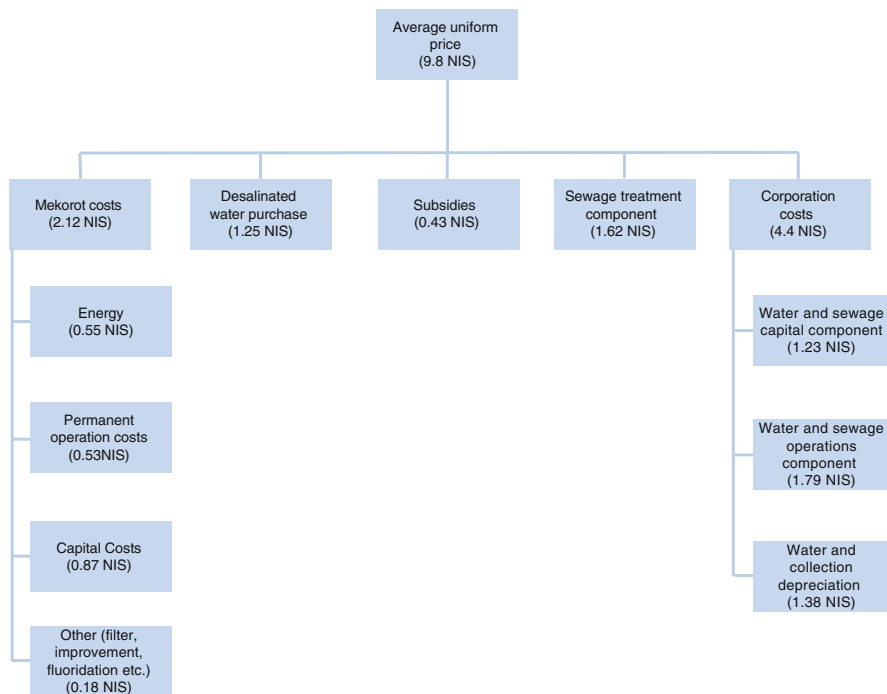 Average uniform
price
(9.8 NIS)
Mekorot costs
(2.12 NIS)
Desalinated
water purchase
(1.25 NIS)
Subsidies
(0.43 NIS)
Sewage treatment
component
(1.62 NIS)
Corporation
costs
(4.4 NIS)
Energy
(0.55 NIS)
Permanent
operation costs
(0.53NIS)
Capital Costs
(0.87 NIS)
Other (filter,
improvement,
fluoridation etc.)
(0.18 NIS)
Water and sewage
capital component
(1.23 NIS)
Water and sewage
operations
component
(1.79 NIS)
Water and
collection
depreciation
(1.38 NIS)